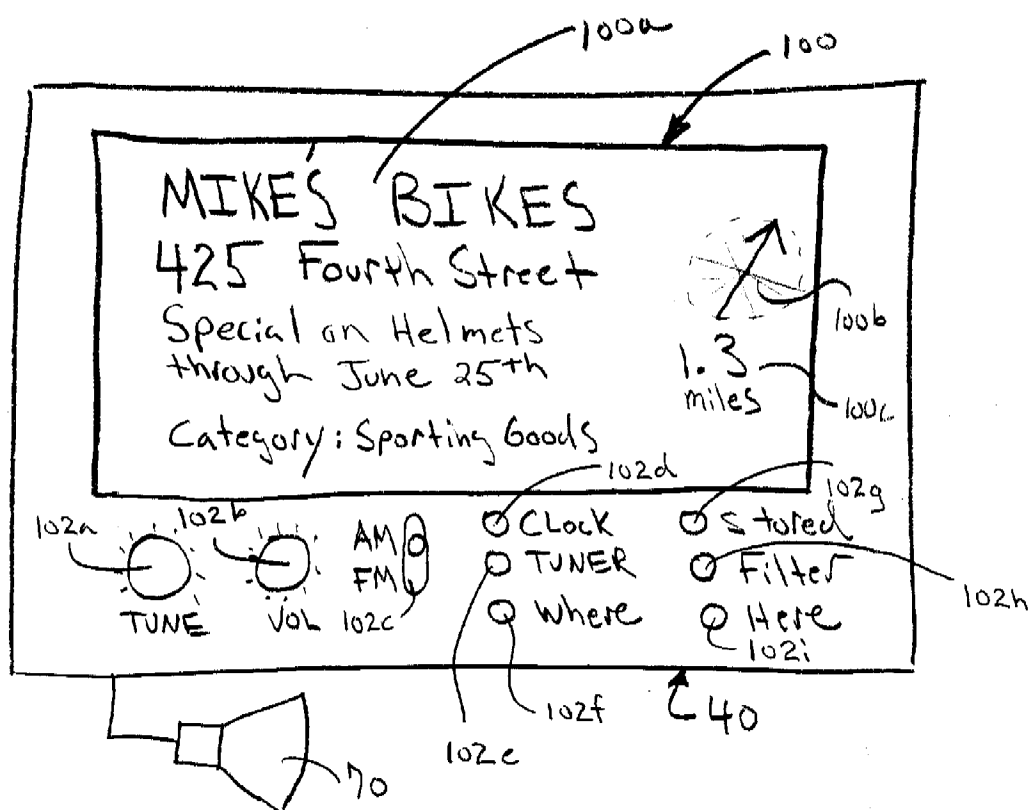 100a
100
MIKE'S BIKES
425 Fourth Street
Special on Helmets
through June 25th
Category: Sporting Goods
100b
1.3
miles
100c
102d
102g
102a
102b
AM
FM
102c
TUNE
VOL
CLOCK
TUNER
Where
Stored
Filter
Here
102h
102i
102f
102e
40
70